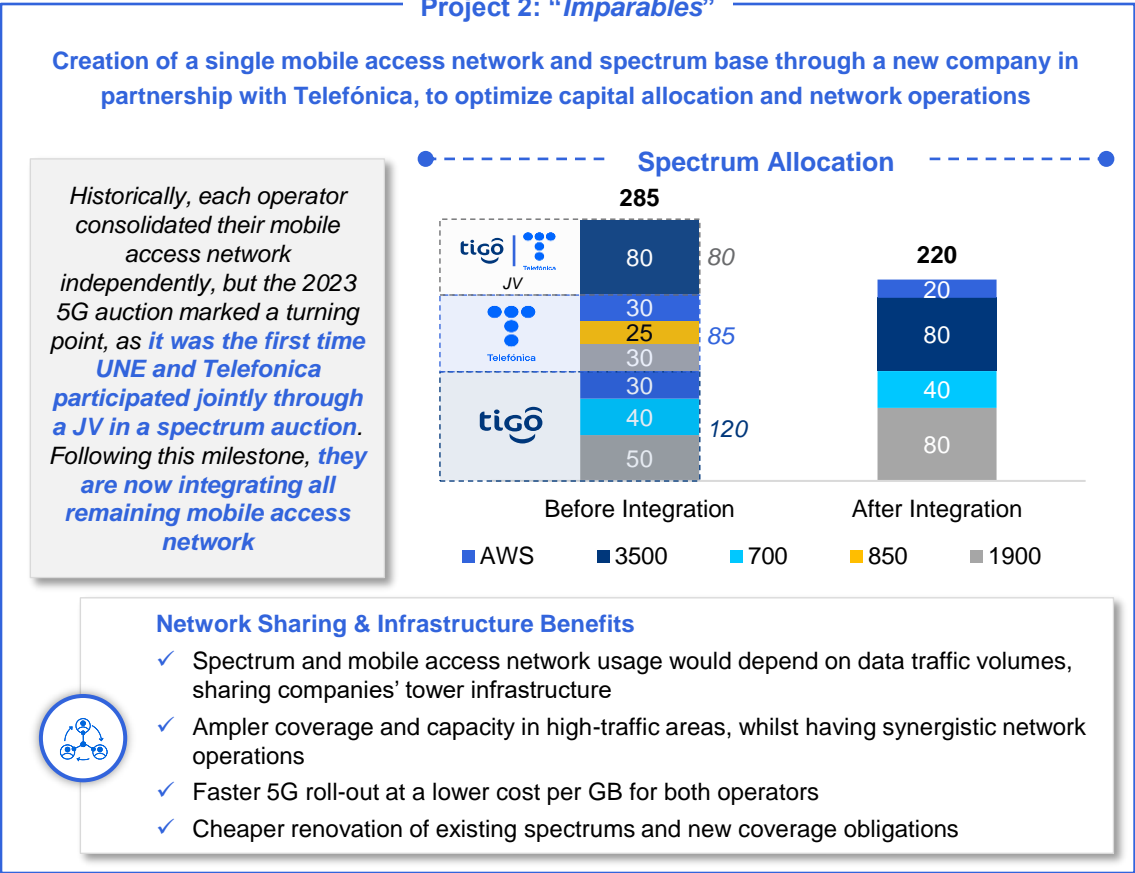 Project 2: "Imparables"
Creation of a single mobile access network and spectrum base through a new company in
partnership with Telefónica, to optimize capital allocation and network operations
Historically, each operator
consolidated their mobile
access network
independently, but the 2023
5G auction marked a turning
point, as it was the first time
UNE and Telefonica
participated jointly through
a JV in a spectrum auction.
Following this milestone, they
are now integrating all
remaining mobile access
network
Spectrum Allocation
285
tigo
Telefónica
JV
80
80
Telefónica
30
25
30
85
tigo
30
40
50
120
220
20
80
40
80
Before Integration
After Integration
AWS
3500
700
850
1900
Network Sharing & Infrastructure Benefits
✓ Spectrum and mobile access network usage would depend on data traffic volumes,
sharing companies' tower infrastructure
✓ Ampler coverage and capacity in high-traffic areas, whilst having synergistic network
operations
✓ Faster 5G roll-out at a lower cost per GB for both operators
✓ Cheaper renovation of existing spectrums and new coverage obligations